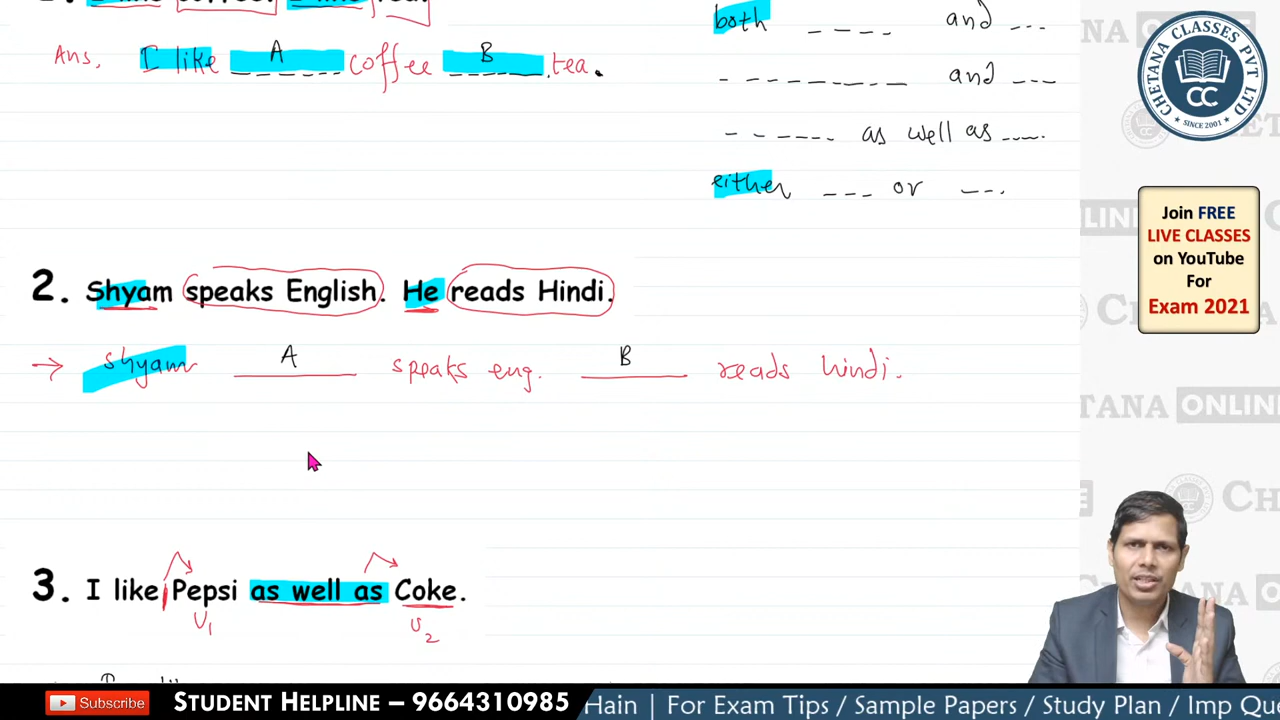 both _ _ _ _ and ...
Ans. I like A coffee B tea.
_ _ _ _ _ _ _ _ _ and _ _ _
_ _ _ _ _ _ as well as .....
either _ _ _ or _ _ _.
CHETANA CLASSES PVT LTD
CC
SINCE 2001
Join FREE
LIVE CLASSES
on YouTube
For
Exam 2021
2. Shyam speaks English. He reads Hindi.
→ Shyam A speaks eng. B reads hindi.
ETANA ONLINE
3. I like Pepsi as well as Coke.
V1 V2
Subscribe STUDENT HELPLINE – 9664310985 Hain | For Exam Tips / Sample Papers / Study Plan / Imp Qu